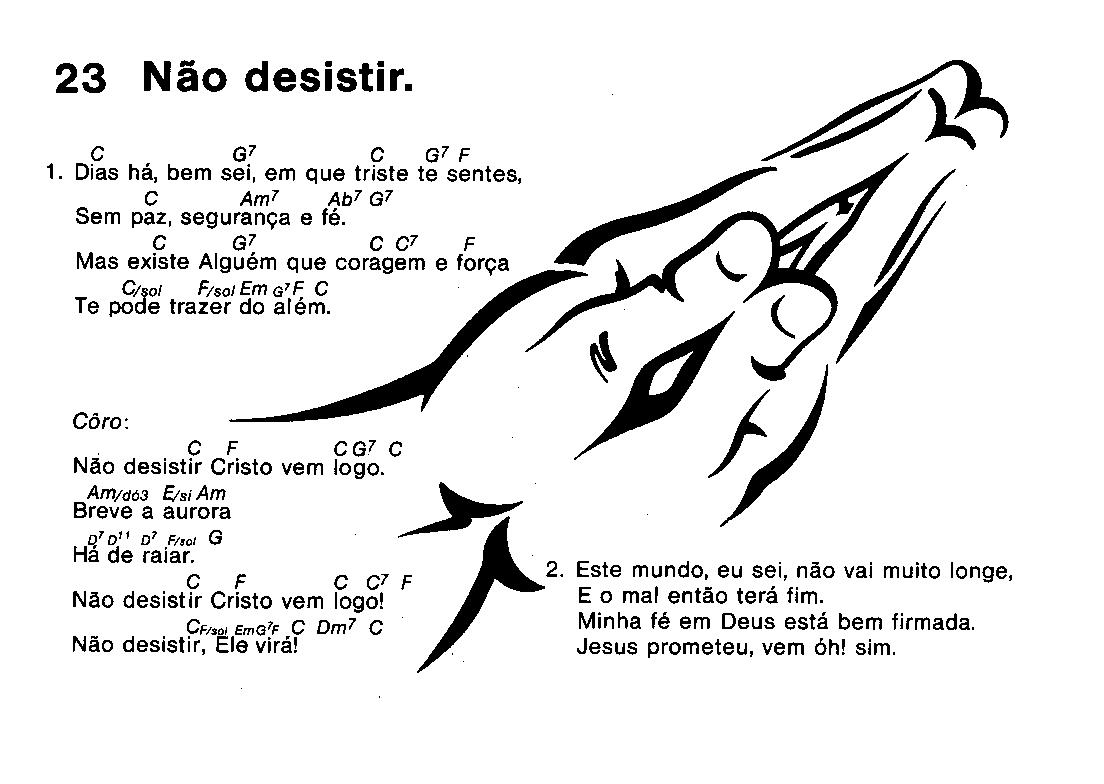 23 Não desistir.
C G7 C G7 F
1. Dias há, bem sei, em que triste te sentes,
C Am7 Ab7 G7
Sem paz, segurança e fé.
C G7 C C7 F
Mas existe Alguém que coragem e força
C/sol F/sol Em G7 F C
Te pode trazer do além.
Côro:
C F C G7 C
Não desistir Cristo vem logo.
Am/dó3 E/si Am
Breve a aurora
D7 D11 D7 F/sol G
Há de raiar.
C F C C7 F
Não desistir Cristo vem logo!
C F/sol Em G7 F C Dm7 C
Não desistir, Ele virá!
2. Este mundo, eu sei, não vai muito longe,
E o mal então terá fim.
Minha fé em Deus está bem firmada.
Jesus prometeu, vem óh! sim.